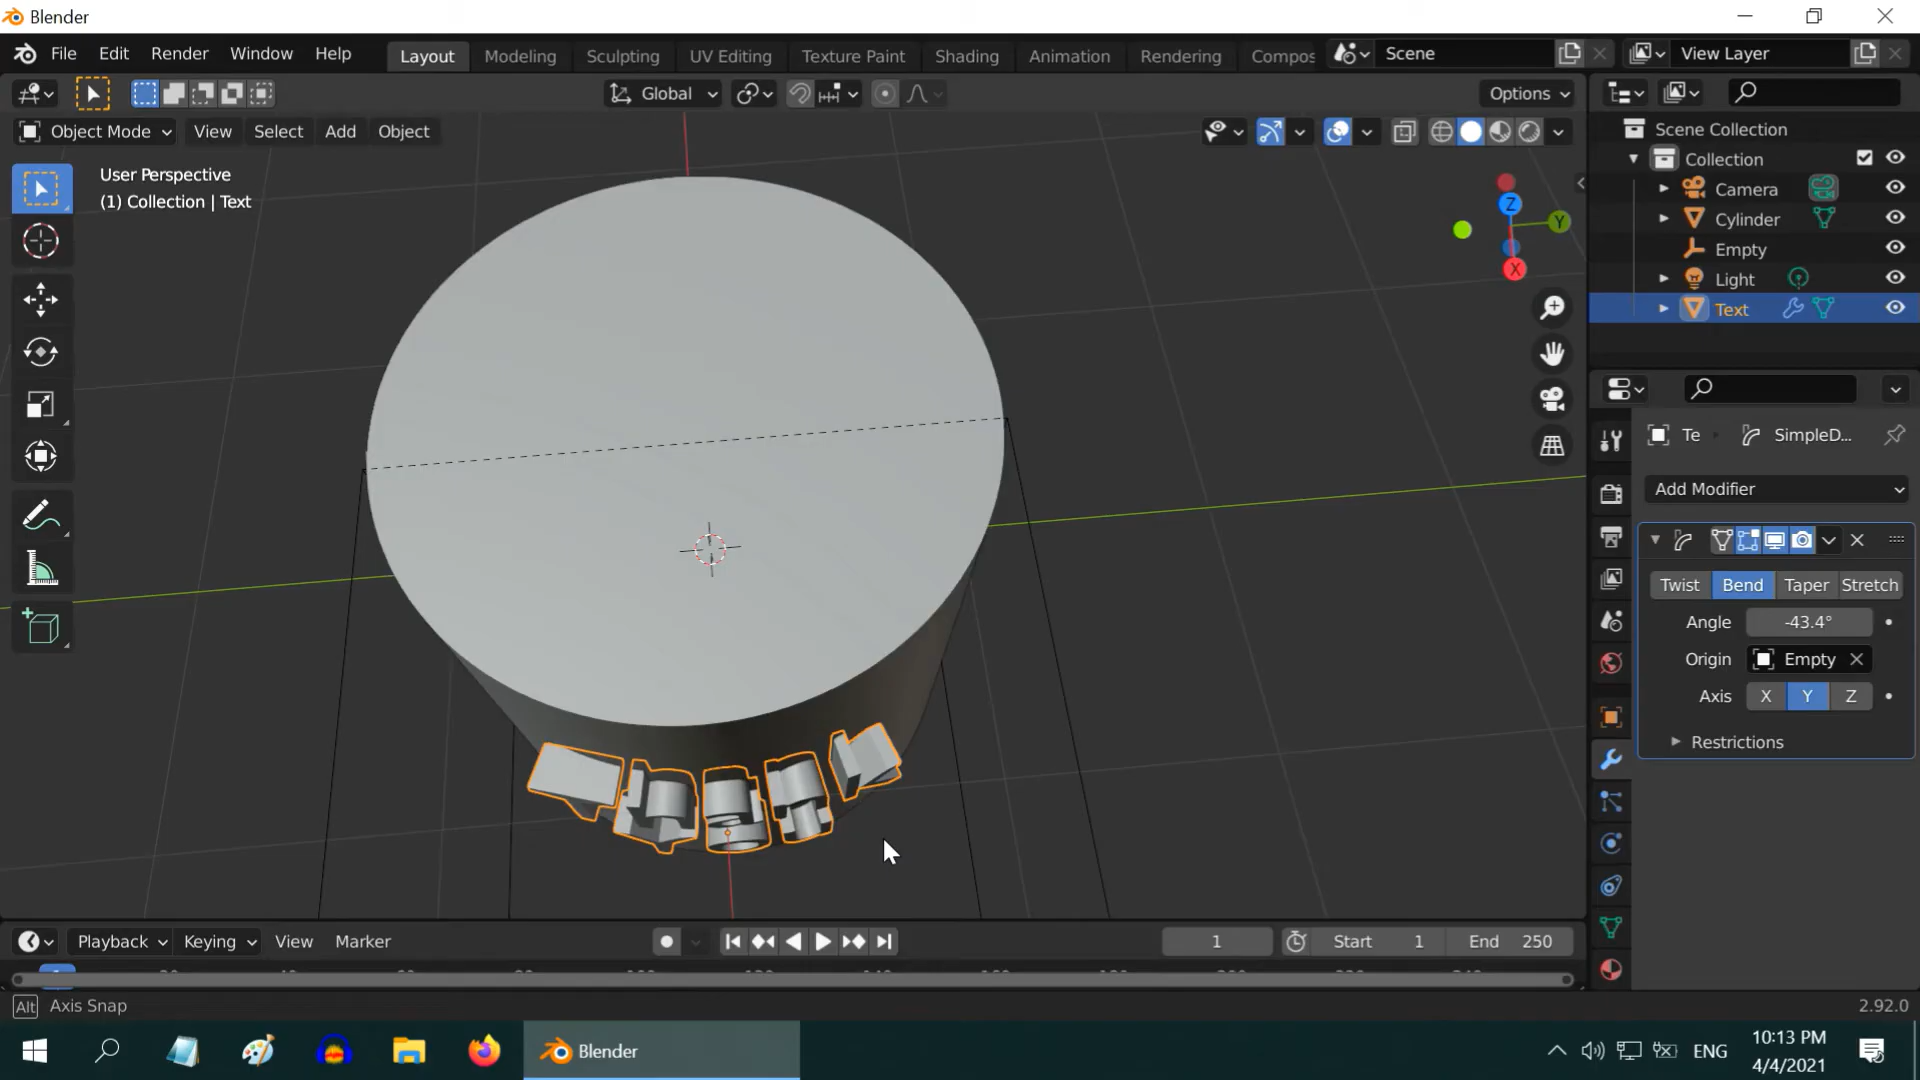 Blender
File Edit Render Window Help Layout Modeling Sculpting UV Editing Texture Paint Shading Animation Rendering Compos Scene View Layer
Global Options
Object Mode View Select Add Object
Scene Collection
Collection
Camera
Cylinder
Empty
Light
Text
User Perspective
(1) Collection | Text
Z
Y
X
Te SimpleD...
Add Modifier
Twist Bend Taper Stretch
Angle -43.4°
Origin Empty
Axis X Y Z
Restrictions
Playback Keying View Marker 1 Start 1 End 250
Alt Axis Snap 2.92.0
Blender
ENG
10:13 PM
4/4/2021